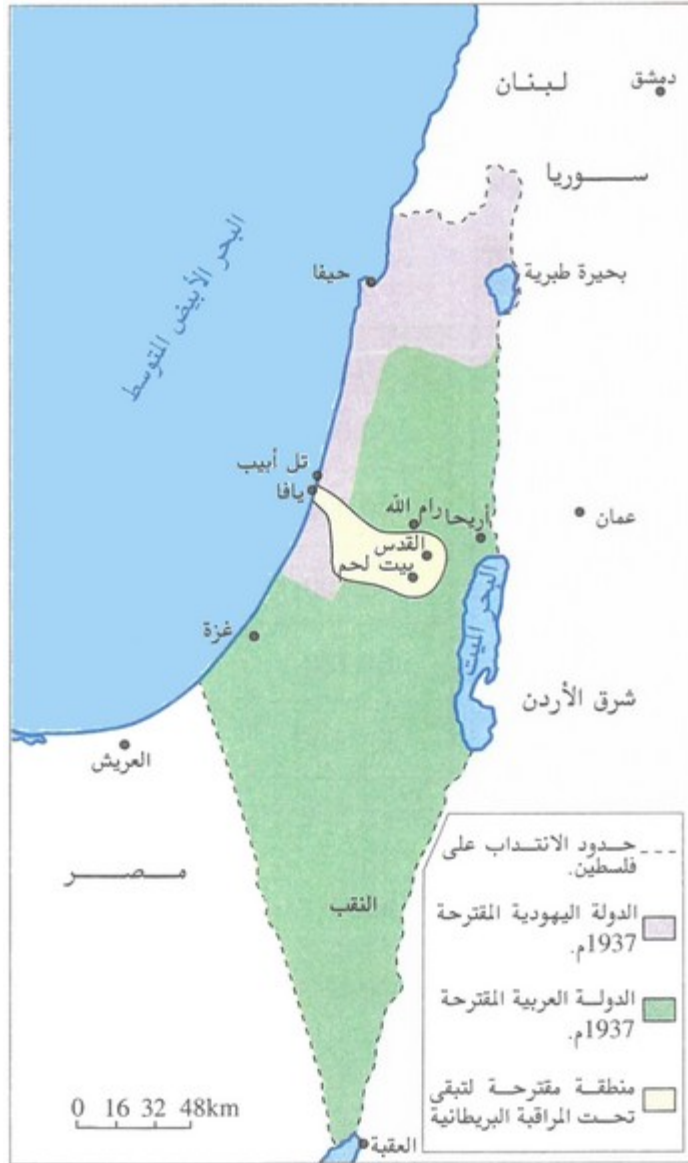 لبنان
دمشق
سوريا
البحر الأبيض المتوسط
حيفا
بحيرة طبرية
تل أبيب
يافا
رام الله
أريحا
عمان
القدس
بيت لحم
البحر الميت
غزة
شرق الأردن
العريش
مصر
النقب
حدود الانتداب على
فلسطين.
الدولة اليهودية المقترحة
1937م.
الدولة العربية المقترحة
1937م.
منطقة مقترحة لتبقى
تحت المراقبة البريطانية
0 16 32 48km
العقبة